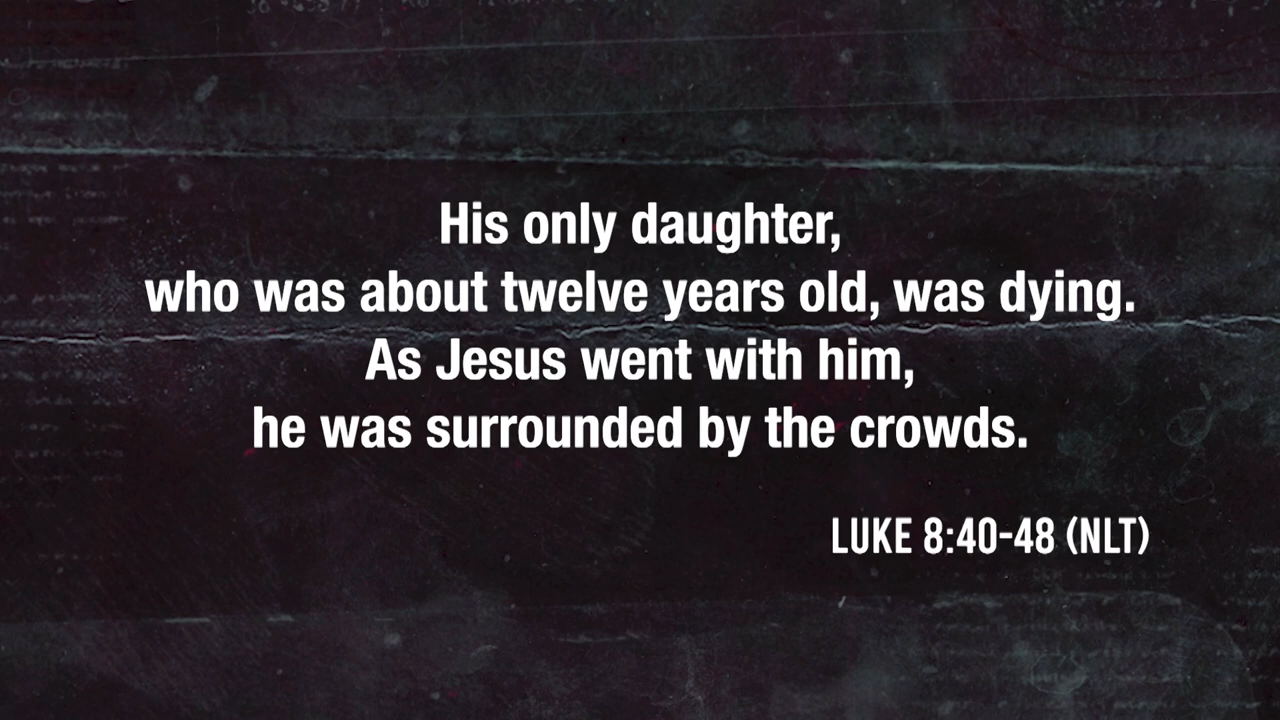 His only daughter,
who was about twelve years old, was dying.
As Jesus went with him,
he was surrounded by the crowds.
LUKE 8:40-48 (NLT)